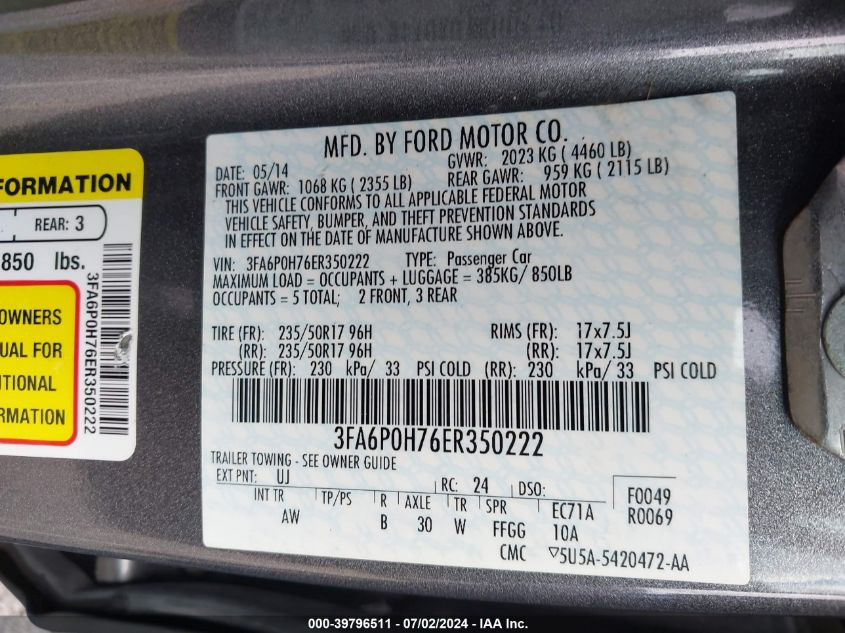 MFD. BY FORD MOTOR CO.
DATE: 05/14 GVWR: 2023 KG ( 4460 LB)
FRONT GAWR: 1068 KG ( 2355 LB) REAR GAWR: 959 KG ( 2115 LB)
THIS VEHICLE CONFORMS TO ALL APPLICABLE FEDERAL MOTOR
VEHICLE SAFETY, BUMPER, AND THEFT PREVENTION STANDARDS
IN EFFECT ON THE DATE OF MANUFACTURE SHOWN ABOVE.
VIN: 3FA6P0H76ER350222 TYPE: Passenger Car
MAXIMUM LOAD = OCCUPANTS + LUGGAGE = 385KG/ 850LB
OCCUPANTS = 5 TOTAL; 2 FRONT, 3 REAR
TIRE (FR): 235/50R17 96H RIMS (FR): 17x7.5J
(RR): 235/50R17 96H (RR): 17x7.5J
PRESSURE (FR): 230 kPa/ 33 PSI COLD (RR): 230 kPa/ 33 PSI COLD
3FA6P0H76ER350222
TRAILER TOWING - SEE OWNER GUIDE
EXT PNT: UJ RC: 24 DSO: F0049
INT TR TP/PS R AXLE TR SPR EC71A R0069
AW B 30 W FFGG 10A
CMC ▽5U5A-5420472-AA
FORMATION
REAR: 3
850 lbs.
OWNERS
UAL FOR
ITIONAL
ORMATION
3FA6P0H76ER350222
000-39796511 - 07/02/2024 - IAA Inc.